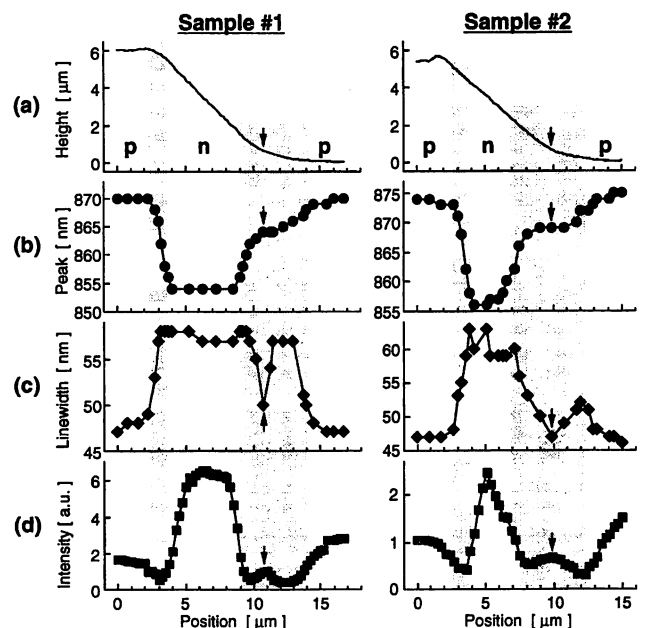 Sample #1 Sample #2
(a)
Height [ µm ]
6
4
2
0
p n p
6
4
2
0
p n p
(b)
Peak [ nm ]
870
865
860
855
850
875
870
865
860
855
(c)
Linewidth [ nm ]
55
50
45
60
55
50
45
(d)
Intensity [ a.u. ]
6
4
2
0
2
1
0
0 5 10 15
0 5 10 15
Position [ µm ] Position [ µm ]